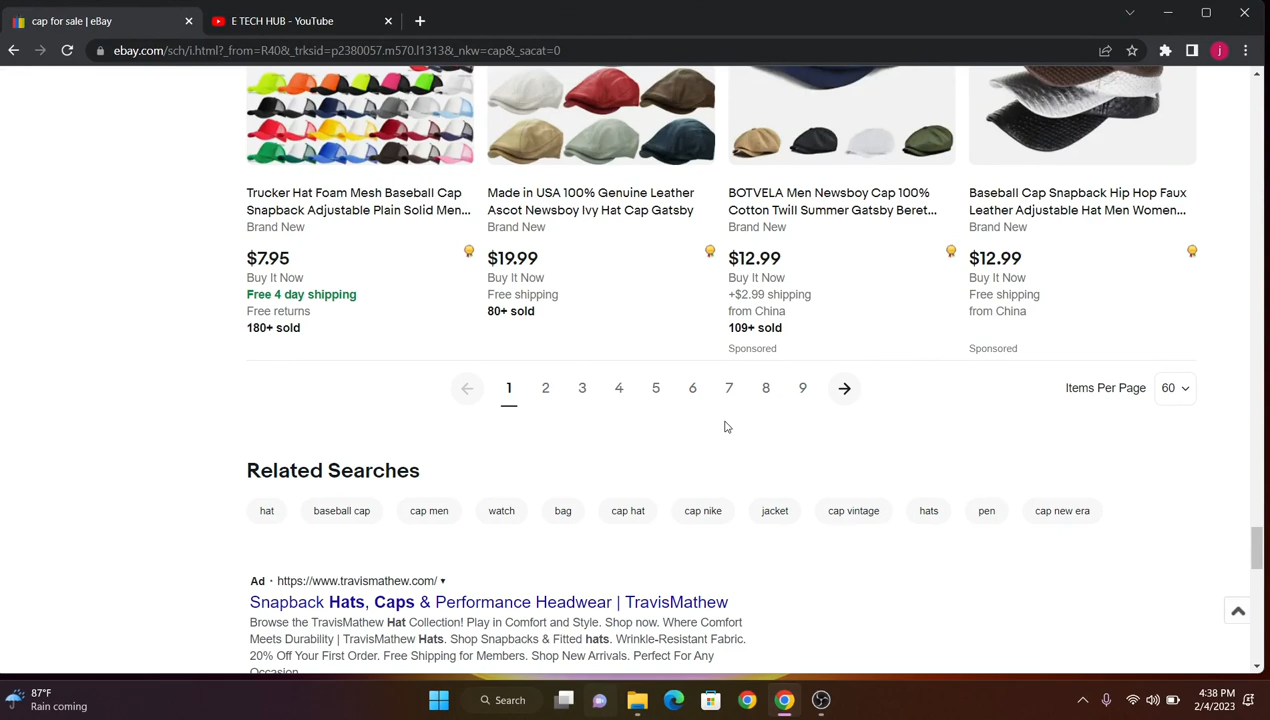 cap for sale | eBay
E TECH HUB - YouTube
ebay.com/sch/i.html?_from=R40&_trksid=p2380057.m570.l1313&_nkw=cap&_sacat=0
j
Trucker Hat Foam Mesh Baseball Cap
Snapback Adjustable Plain Solid Men...
Brand New
$7.95
Buy It Now
Free 4 day shipping
Free returns
180+ sold
Made in USA 100% Genuine Leather
Ascot Newsboy Ivy Hat Cap Gatsby
Brand New
$19.99
Buy It Now
Free shipping
80+ sold
BOTVELA Men Newsboy Cap 100%
Cotton Twill Summer Gatsby Beret...
Brand New
$12.99
Buy It Now
+$2.99 shipping
from China
109+ sold
Sponsored
Baseball Cap Snapback Hip Hop Faux
Leather Adjustable Hat Men Women...
Brand New
$12.99
Buy It Now
Free shipping
from China
Sponsored
1 2 3 4 5 6 7 8 9
Items Per Page 60
Related Searches
hat baseball cap cap men watch bag cap hat cap nike jacket cap vintage hats pen cap new era
Ad · https://www.travismathew.com/
Snapback Hats, Caps & Performance Headwear | TravisMathew
Browse the TravisMathew Hat Collection! Play in Comfort and Style. Shop now. Where Comfort
Meets Durability | TravisMathew Hats. Shop Snapbacks & Fitted hats. Wrinkle-Resistant Fabric.
20% Off Your First Order. Free Shipping for Members. Shop New Arrivals. Perfect For Any
Occasion.
87°F
Rain coming
Search
4:38 PM
2/4/2023